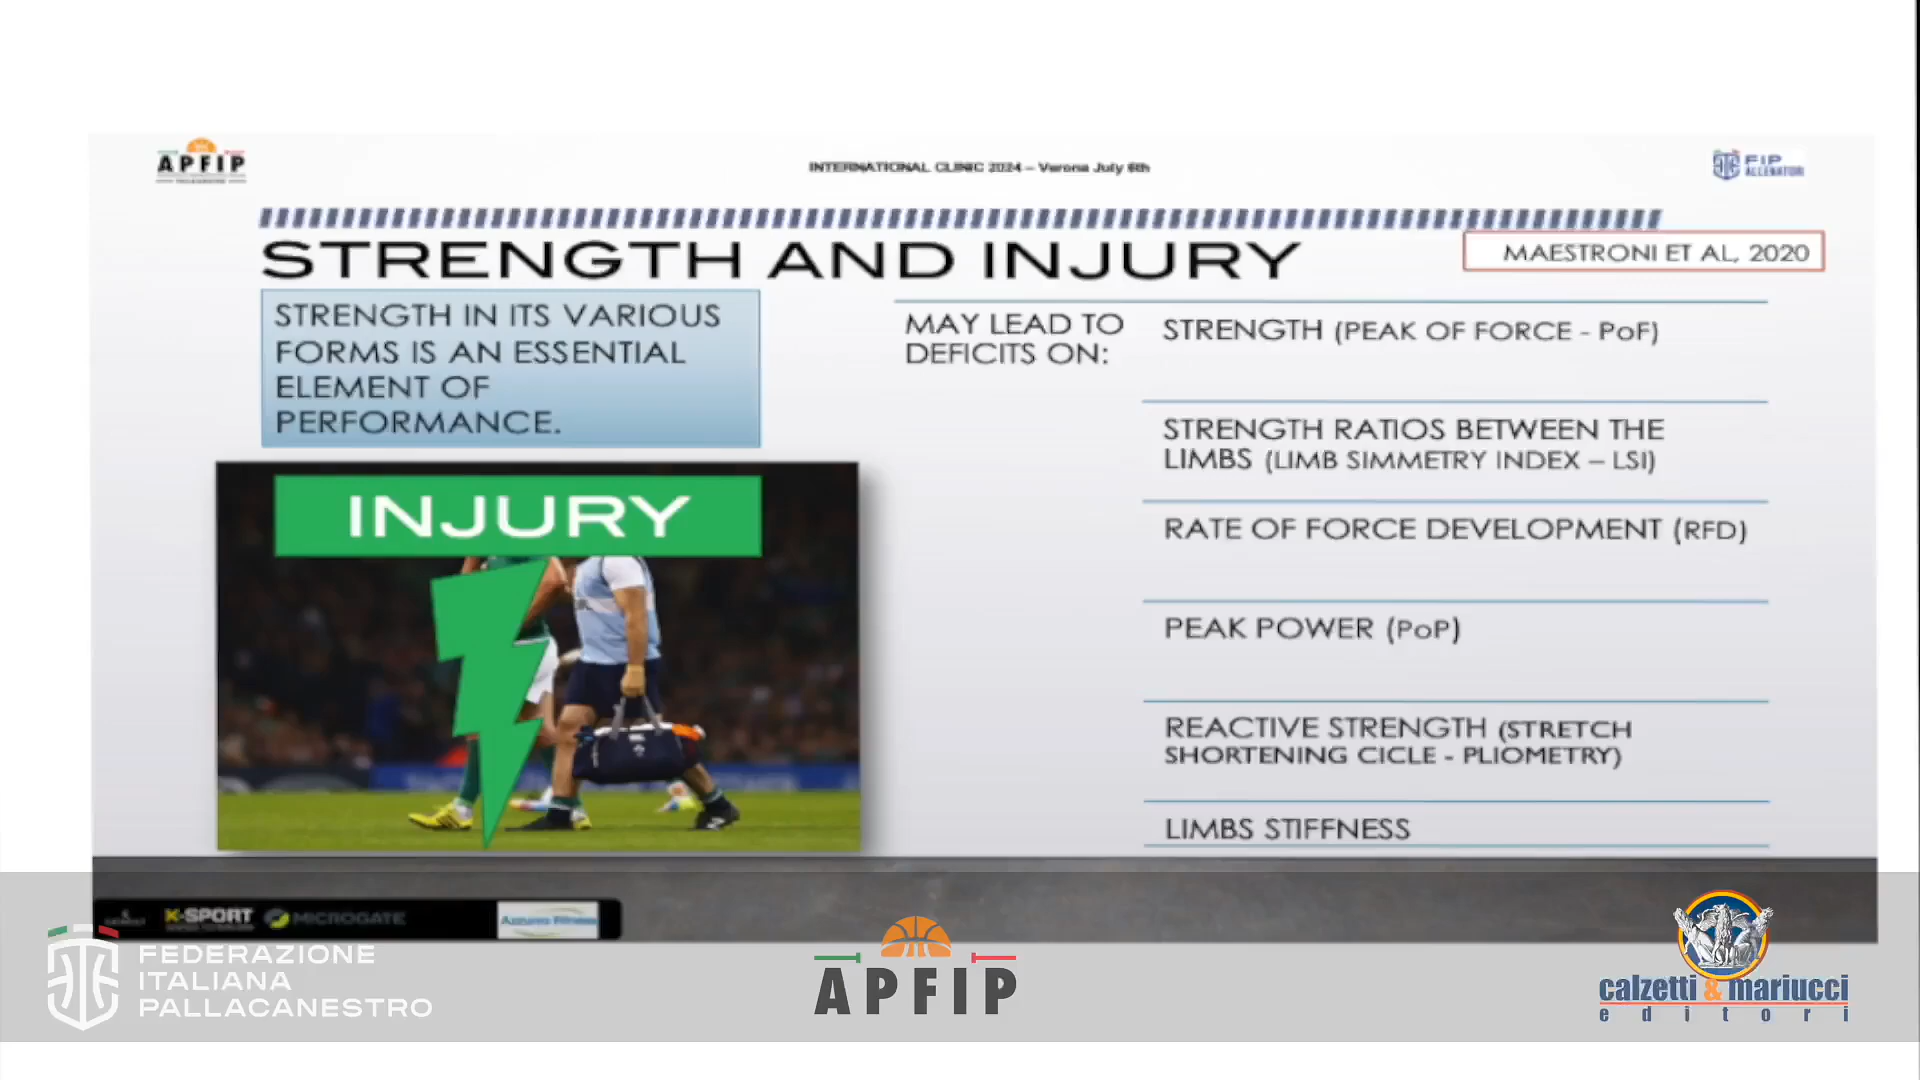 APFIP
INTERNATIONAL CLINIC 2024 – Verona July 6th
FIP
ALLENATORI
STRENGTH AND INJURY
MAESTRONI ET AL, 2020
STRENGTH IN ITS VARIOUS
FORMS IS AN ESSENTIAL
ELEMENT OF
PERFORMANCE.
INJURY
MAY LEAD TO
DEFICITS ON:
STRENGTH (PEAK OF FORCE - PoF)
STRENGTH RATIOS BETWEEN THE
LIMBS (LIMB SIMMETRY INDEX – LSI)
RATE OF FORCE DEVELOPMENT (RFD)
PEAK POWER (PoP)
REACTIVE STRENGTH (STRETCH
SHORTENING CICLE - PLIOMETRY)
LIMBS STIFFNESS
K-SPORT
MICROGATE
FEDERAZIONE
ITALIANA
PALLACANESTRO
APFIP
calzetti & mariucci
editori